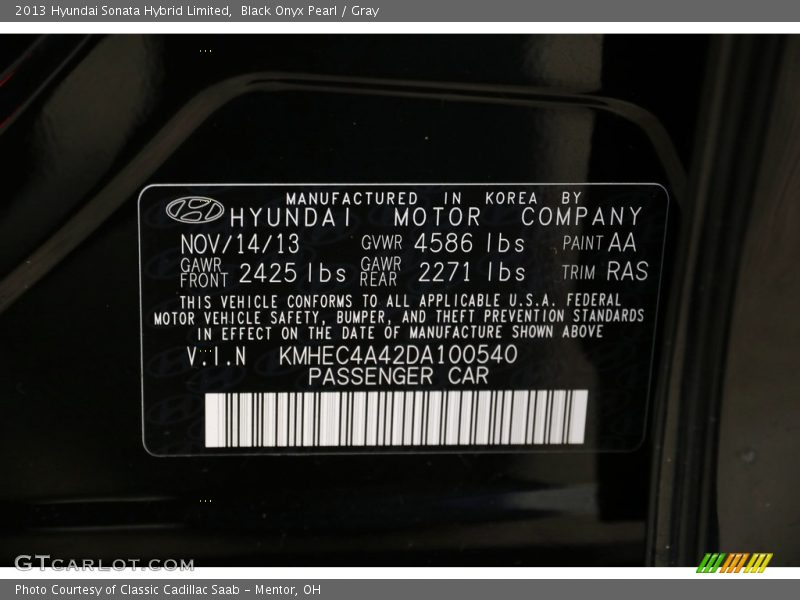 2013 Hyundai Sonata Hybrid Limited, Black Onyx Pearl / Gray
MANUFACTURED IN KOREA BY
HYUNDAI MOTOR COMPANY
NOV/14/13 GVWR 4586 lbs PAINT AA
GAWR FRONT 2425 lbs GAWR REAR 2271 lbs TRIM RAS
THIS VEHICLE CONFORMS TO ALL APPLICABLE U.S.A. FEDERAL
MOTOR VEHICLE SAFETY, BUMPER, AND THEFT PREVENTION STANDARDS
IN EFFECT ON THE DATE OF MANUFACTURE SHOWN ABOVE
V.I.N KMHEC4A42DA100540
PASSENGER CAR
GTCARLOT.COM
Photo Courtesy of Classic Cadillac Saab - Mentor, OH